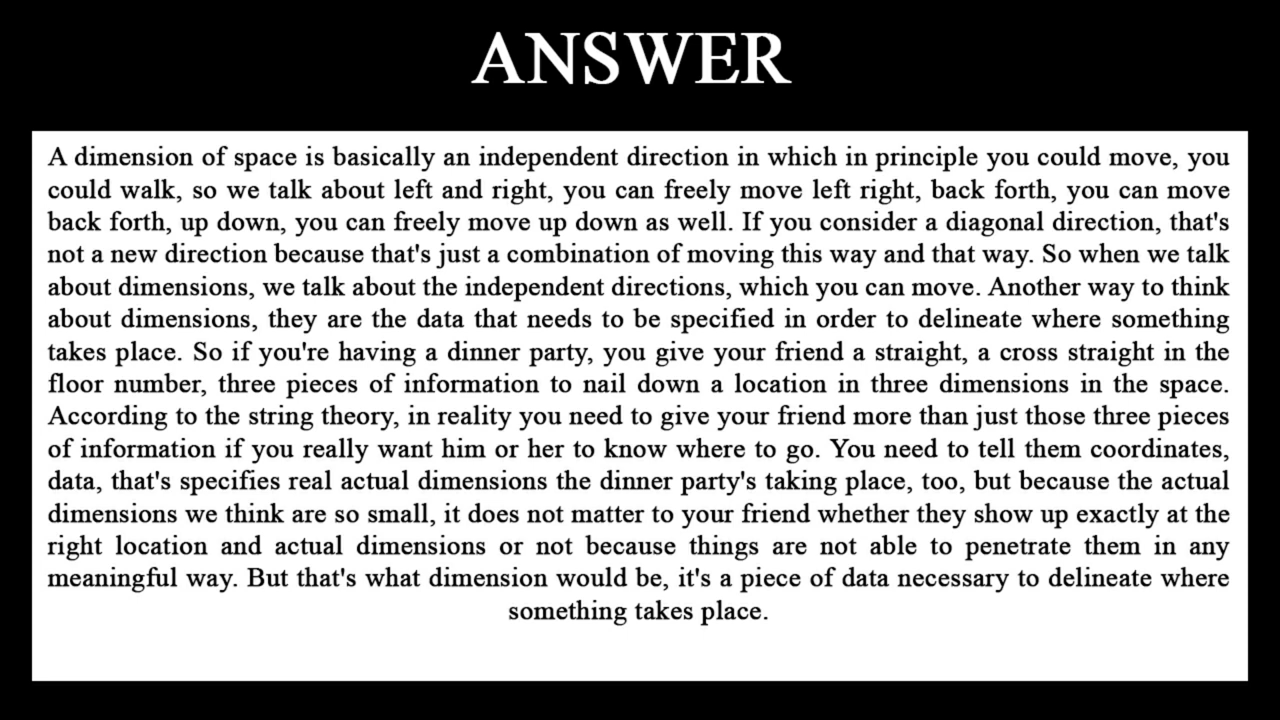 ANSWER
A dimension of space is basically an independent direction in which in principle you could move, you
could walk, so we talk about left and right, you can freely move left right, back forth, you can move
back forth, up down, you can freely move up down as well. If you consider a diagonal direction, that's
not a new direction because that's just a combination of moving this way and that way. So when we talk
about dimensions, we talk about the independent directions, which you can move. Another way to think
about dimensions, they are the data that needs to be specified in order to delineate where something
takes place. So if you're having a dinner party, you give your friend a straight, a cross straight in the
floor number, three pieces of information to nail down a location in three dimensions in the space.
According to the string theory, in reality you need to give your friend more than just those three pieces
of information if you really want him or her to know where to go. You need to tell them coordinates,
data, that's specifies real actual dimensions the dinner party's taking place, too, but because the actual
dimensions we think are so small, it does not matter to your friend whether they show up exactly at the
right location and actual dimensions or not because things are not able to penetrate them in any
meaningful way. But that's what dimension would be, it's a piece of data necessary to delineate where
something takes place.